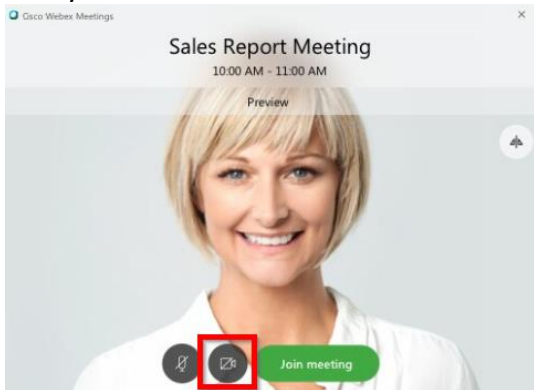 Cisco Webex Meetings
Sales Report Meeting
10:00 AM - 11:00 AM
Preview
Join meeting